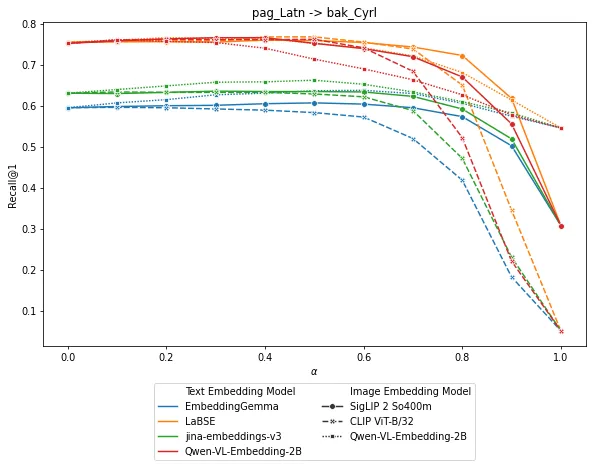 pag_Latn -> bak_Cyrl
Recall@1
0.8
0.7
0.6
0.5
0.4
0.3
0.2
0.1
0.0 0.2 0.4 0.6 0.8 1.0
α
Text Embedding Model Image Embedding Model
EmbeddingGemma SigLIP 2 So400m
LaBSE CLIP ViT-B/32
jina-embeddings-v3 Qwen-VL-Embedding-2B
Qwen-VL-Embedding-2B